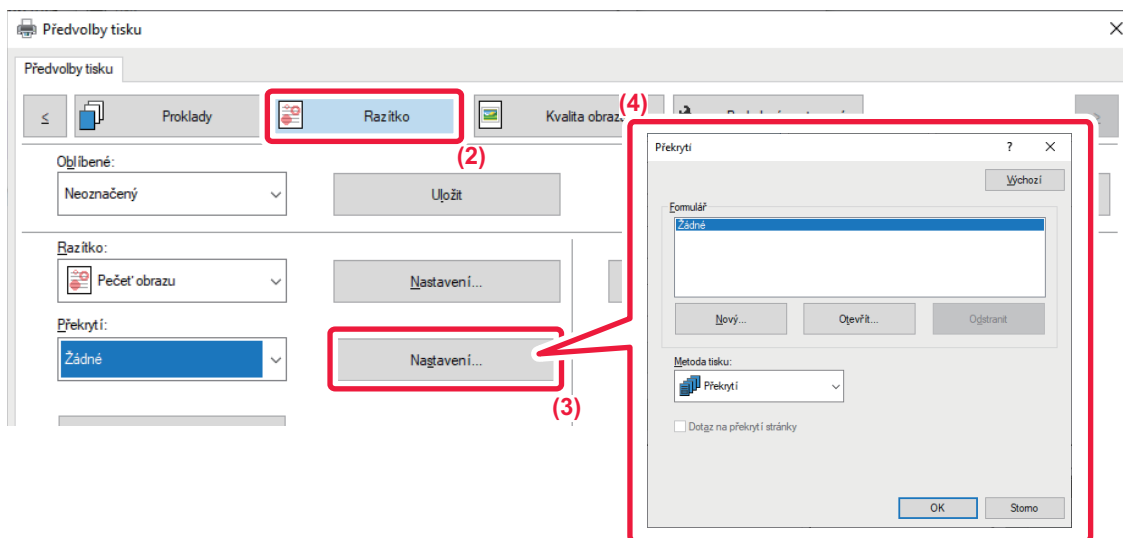 Předvolby tisku
Předvolby tisku
<
Proklady
Razítko
Kvalita
(4)
(2)
Oblíbené:
Neoznačený
Uložit
Razítko:
Pečeť obrazu
Nastavení...
Překrytí:
Žádné
Nastavení...
(3)
Překrytí
?
Výchozí
Formulář
Žádné
Nový...
Otevřít...
Odstranit
Metoda tisku:
Překrytí
Dotaz na překrytí stránky
OK
Storno